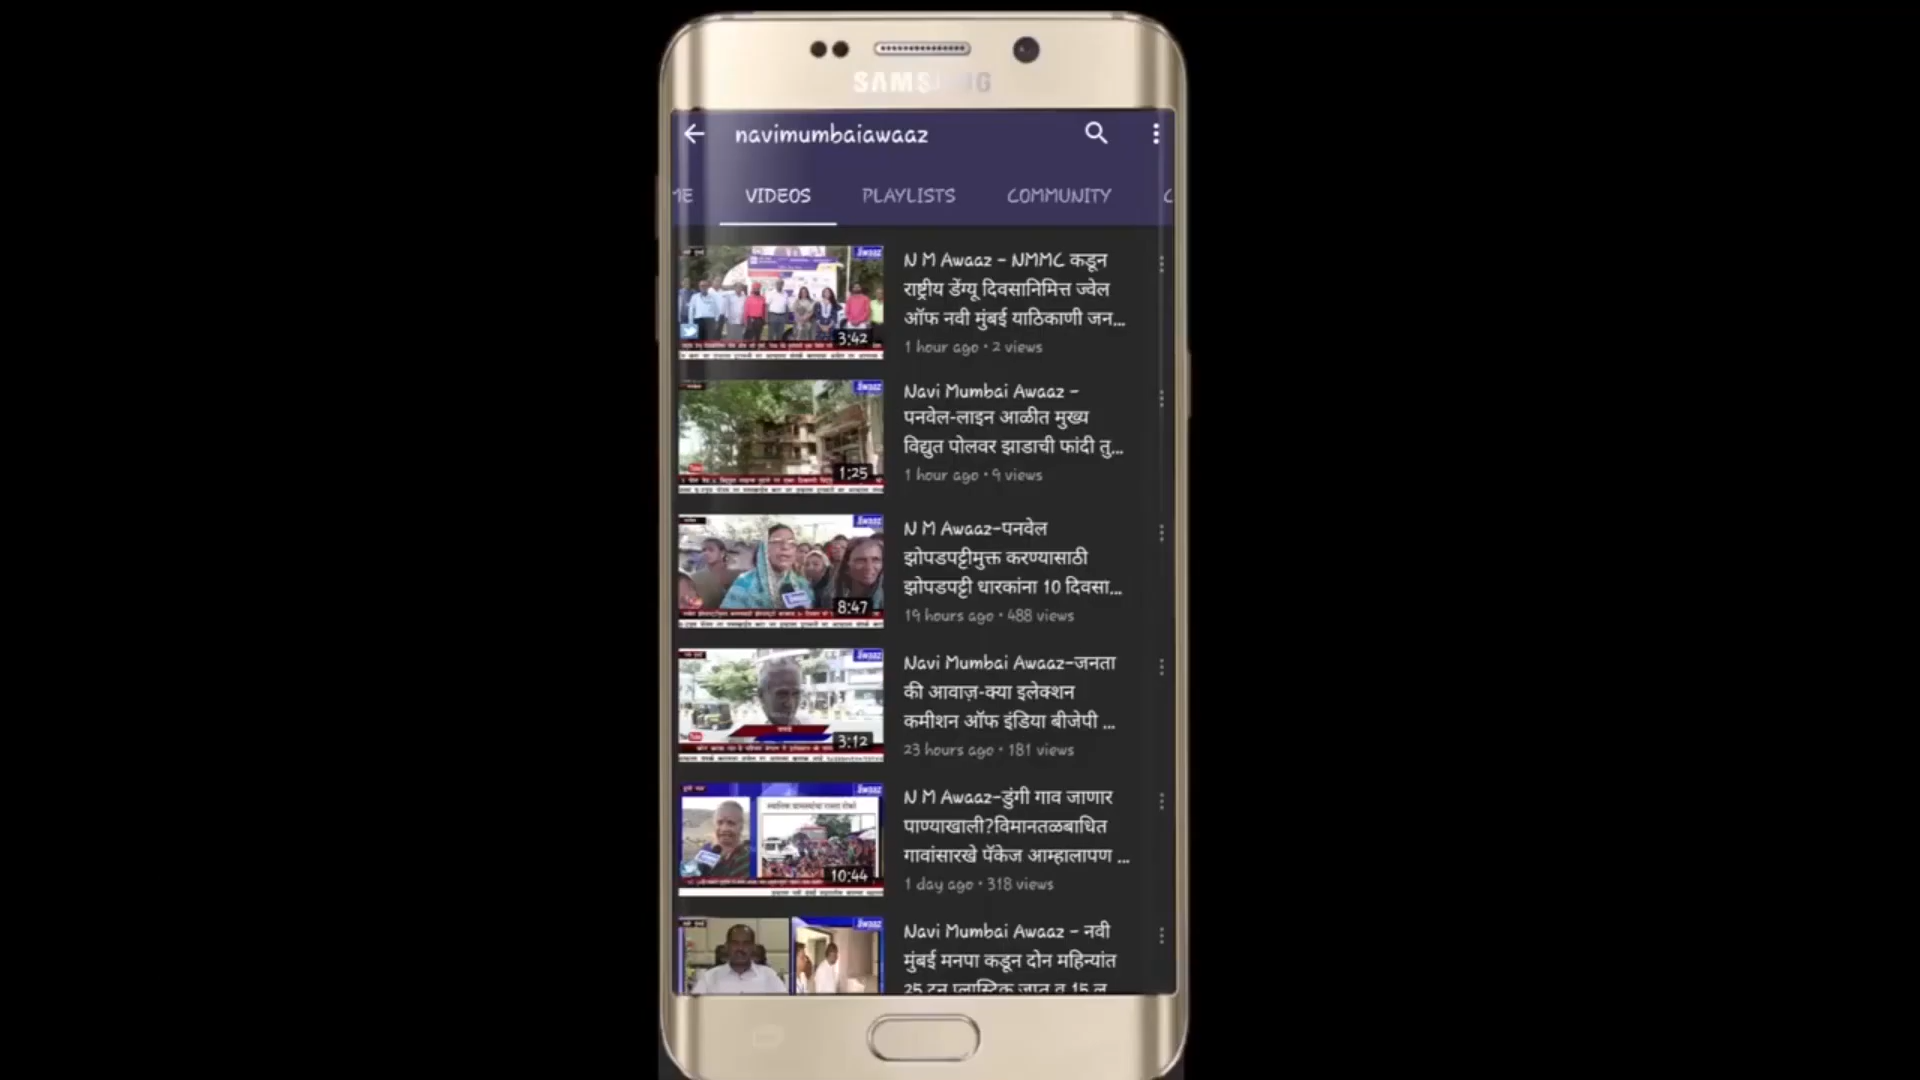 SAMSUNG
navimumbaiawaaz
VIDEOS
PLAYLISTS
COMMUNITY
N M Awaaz - NMMC कडून
राष्ट्रीय डेंग्यू दिवसानिमित्त ज्वेल
ऑफ नवी मुंबई याठिकाणी जन...
1 hour ago • 2 views
3:42
Navi Mumbai Awaaz -
पनवेल-लाइन आळीत मुख्य
विद्युत पोलवर झाडाची फांदी तु...
1 hour ago • 9 views
1:25
N M Awaaz-पनवेल
झोपडपट्टीमुक्त करण्यासाठी
झोपडपट्टी धारकांना 10 दिवसा...
19 hours ago • 488 views
8:47
Navi Mumbai Awaaz-जनता
की आवाज़-क्या इलेक्शन
कमीशन ऑफ इंडिया बीजेपी ...
23 hours ago • 181 views
3:12
N M Awaaz-डुंगी गाव जाणार
पाण्याखाली?विमानतळबाधित
गावांसारखे पॅकेज आम्हालापण ...
1 day ago • 318 views
10:44
Navi Mumbai Awaaz - नवी
मुंबई मनपा कडून दोन महिन्यांत
25 टन प्लास्टिक जप्त व 15 ल